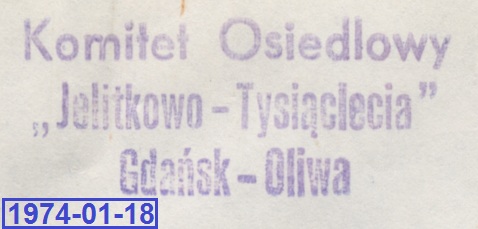 Komitet Osiedlowy
„Jelitkowo – Tysiąclecia”
Gdańsk – Oliwa
1974-01-18